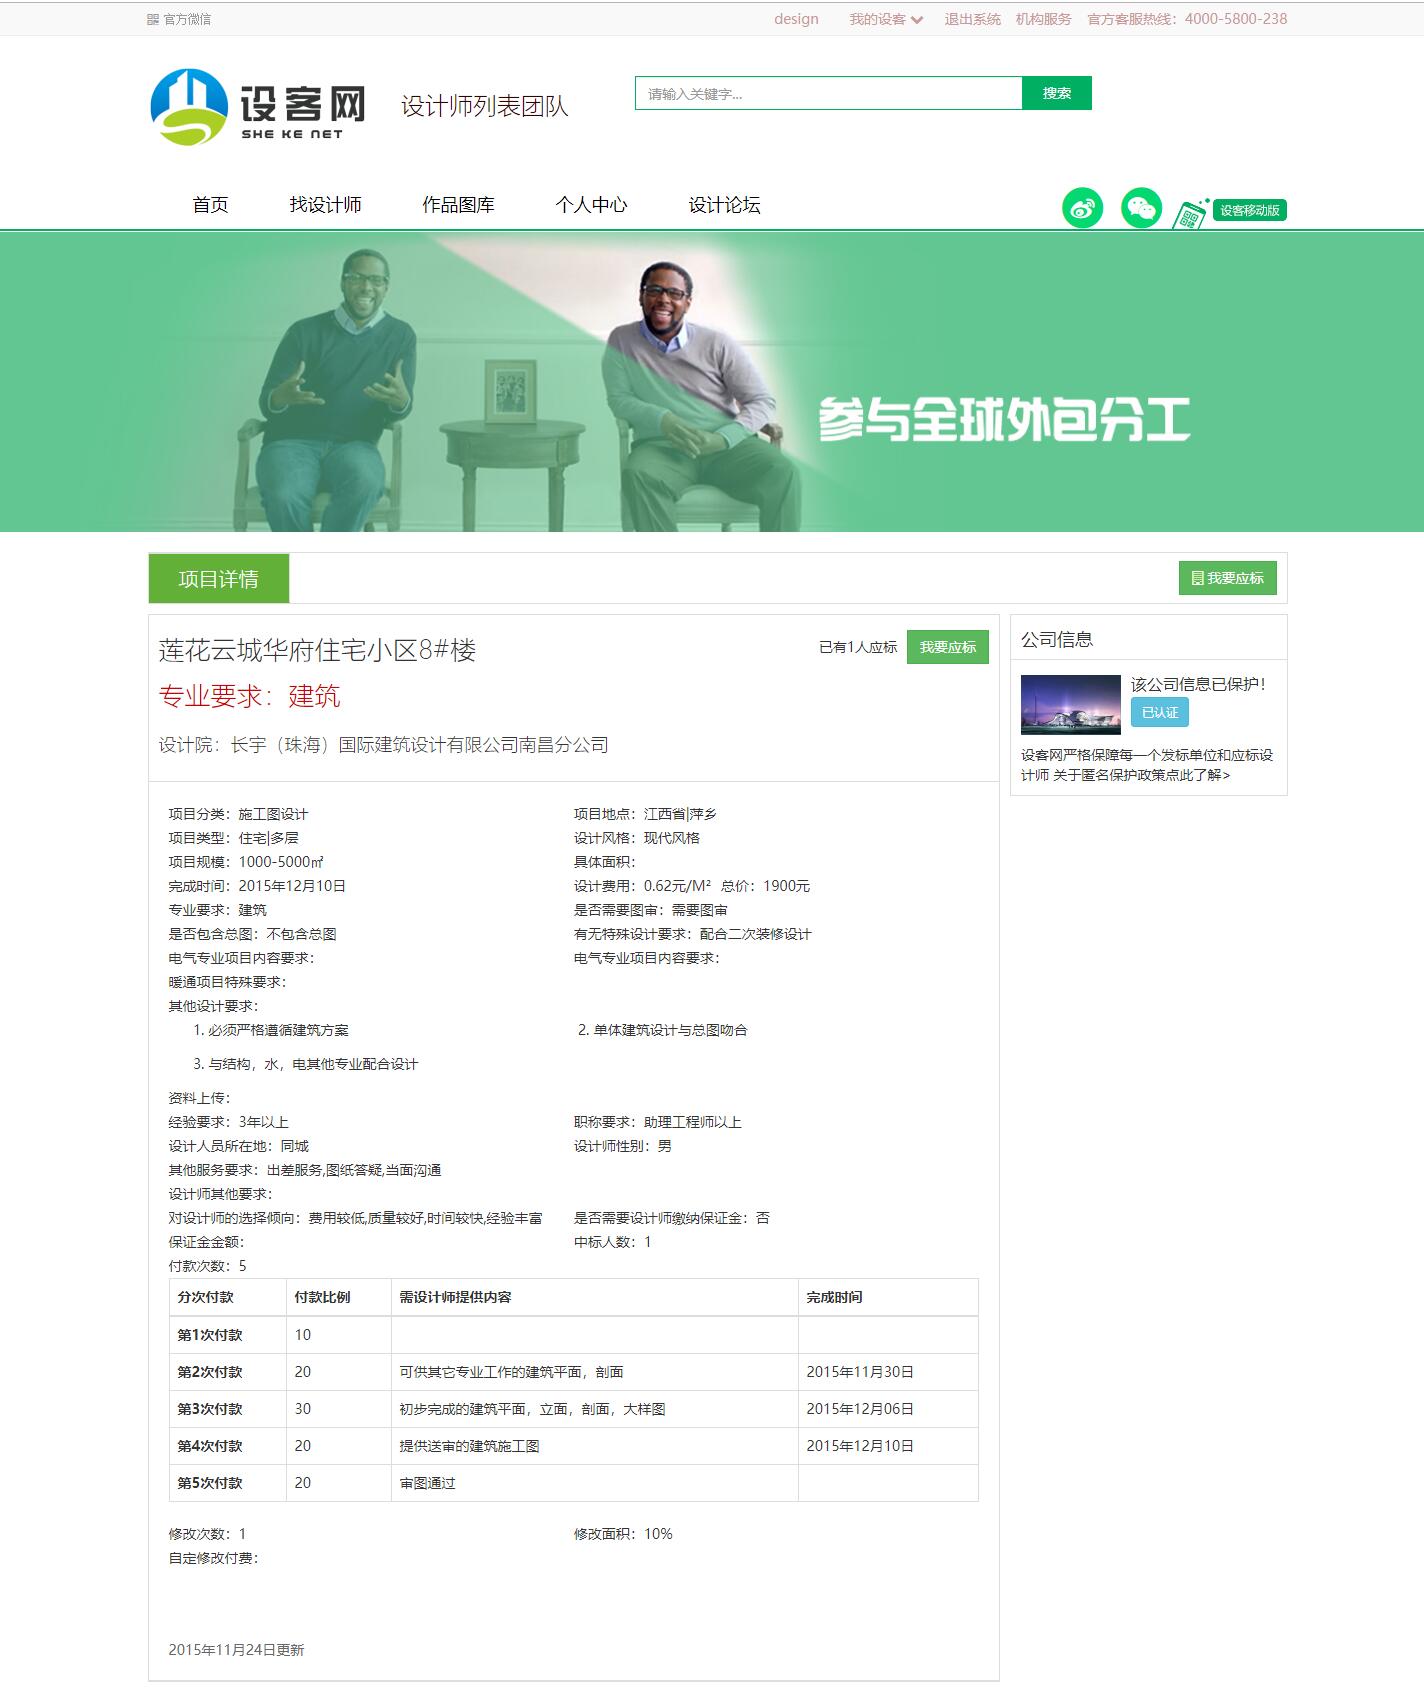 官方微信
design 我的设客 退出系统 机构服务 官方客服热线：4000-5800-238
设客网
SHE KE NET
设计师列表团队
请输入关键字...
搜索
首页 找设计师 作品图库 个人中心 设计论坛
设客移动版
参与全球外包分工
项目详情
我要应标
莲花云城华府住宅小区8#楼
已有1人应标 我要应标
专业要求：建筑
设计院：长宇（珠海）国际建筑设计有限公司南昌分公司
公司信息
该公司信息已保护！
已认证
设客网严格保障每一个发标单位和应标设
计师 关于匿名保护政策点此了解>
项目分类：施工图设计 项目地点：江西省|萍乡
项目类型：住宅|多层 设计风格：现代风格
项目规模：1000-5000㎡ 具体面积：
完成时间：2015年12月10日 设计费用：0.62元/M² 总价：1900元
专业要求：建筑 是否需要图审：需要图审
是否包含总图：不包含总图 有无特殊设计要求：配合二次装修设计
电气专业项目内容要求： 电气专业项目内容要求：
暖通项目特殊要求：
其他设计要求：
1. 必须严格遵循建筑方案 2. 单体建筑设计与总图吻合
3. 与结构，水，电其他专业配合设计
资料上传：
经验要求：3年以上 职称要求：助理工程师以上
设计人员所在地：同城 设计师性别：男
其他服务要求：出差服务,图纸答疑,当面沟通
设计师其他要求：
对设计师的选择倾向：费用较低,质量较好,时间较快,经验丰富 是否需要设计师缴纳保证金：否
保证金金额： 中标人数：1
付款次数：5
分次付款 付款比例 需设计师提供内容 完成时间
第1次付款 10
第2次付款 20 可供其它专业工作的建筑平面，剖面 2015年11月30日
第3次付款 30 初步完成的建筑平面，立面，剖面，大样图 2015年12月06日
第4次付款 20 提供送审的建筑施工图 2015年12月10日
第5次付款 20 审图通过
修改次数：1 修改面积：10%
自定修改付费：
2015年11月24日更新